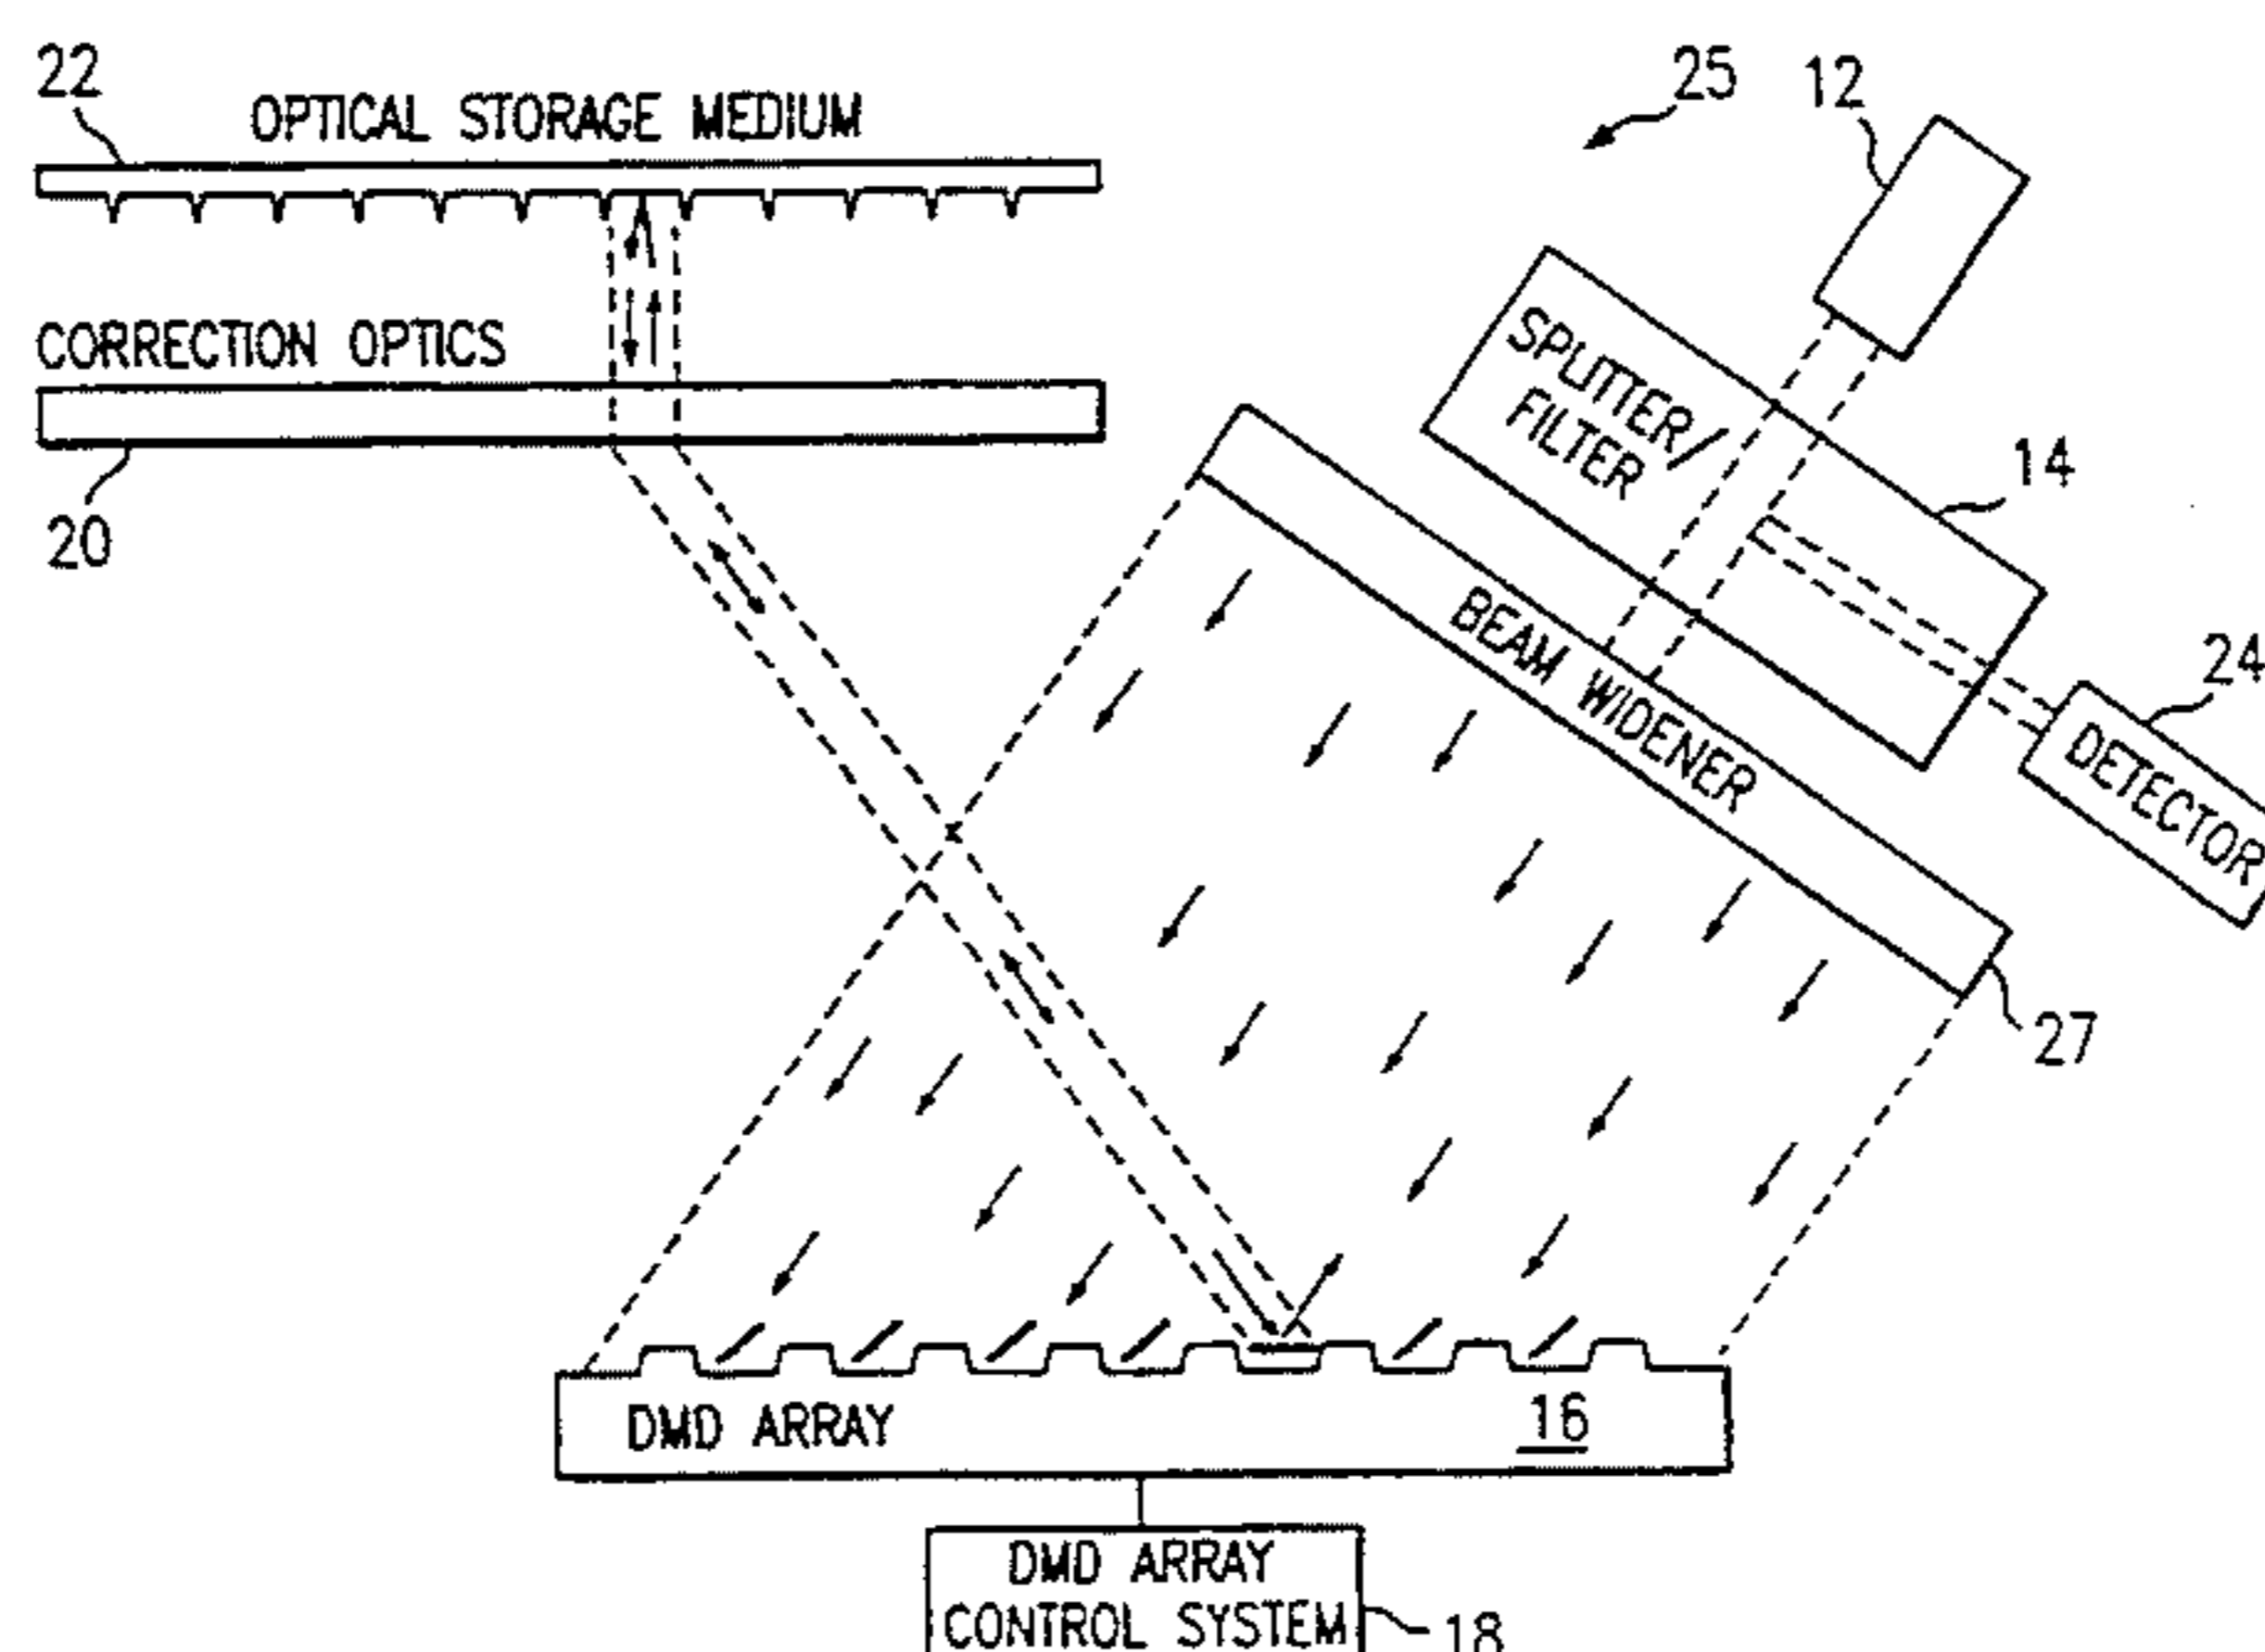 22
OPTICAL STORAGE MEDIUM
25
12
CORRECTION OPTICS
20
SPLITTER/
FILTER
14
BEAM WIDENER
24
DETECTOR
27
DMD ARRAY
16
DMD ARRAY
CONTROL SYSTEM
18